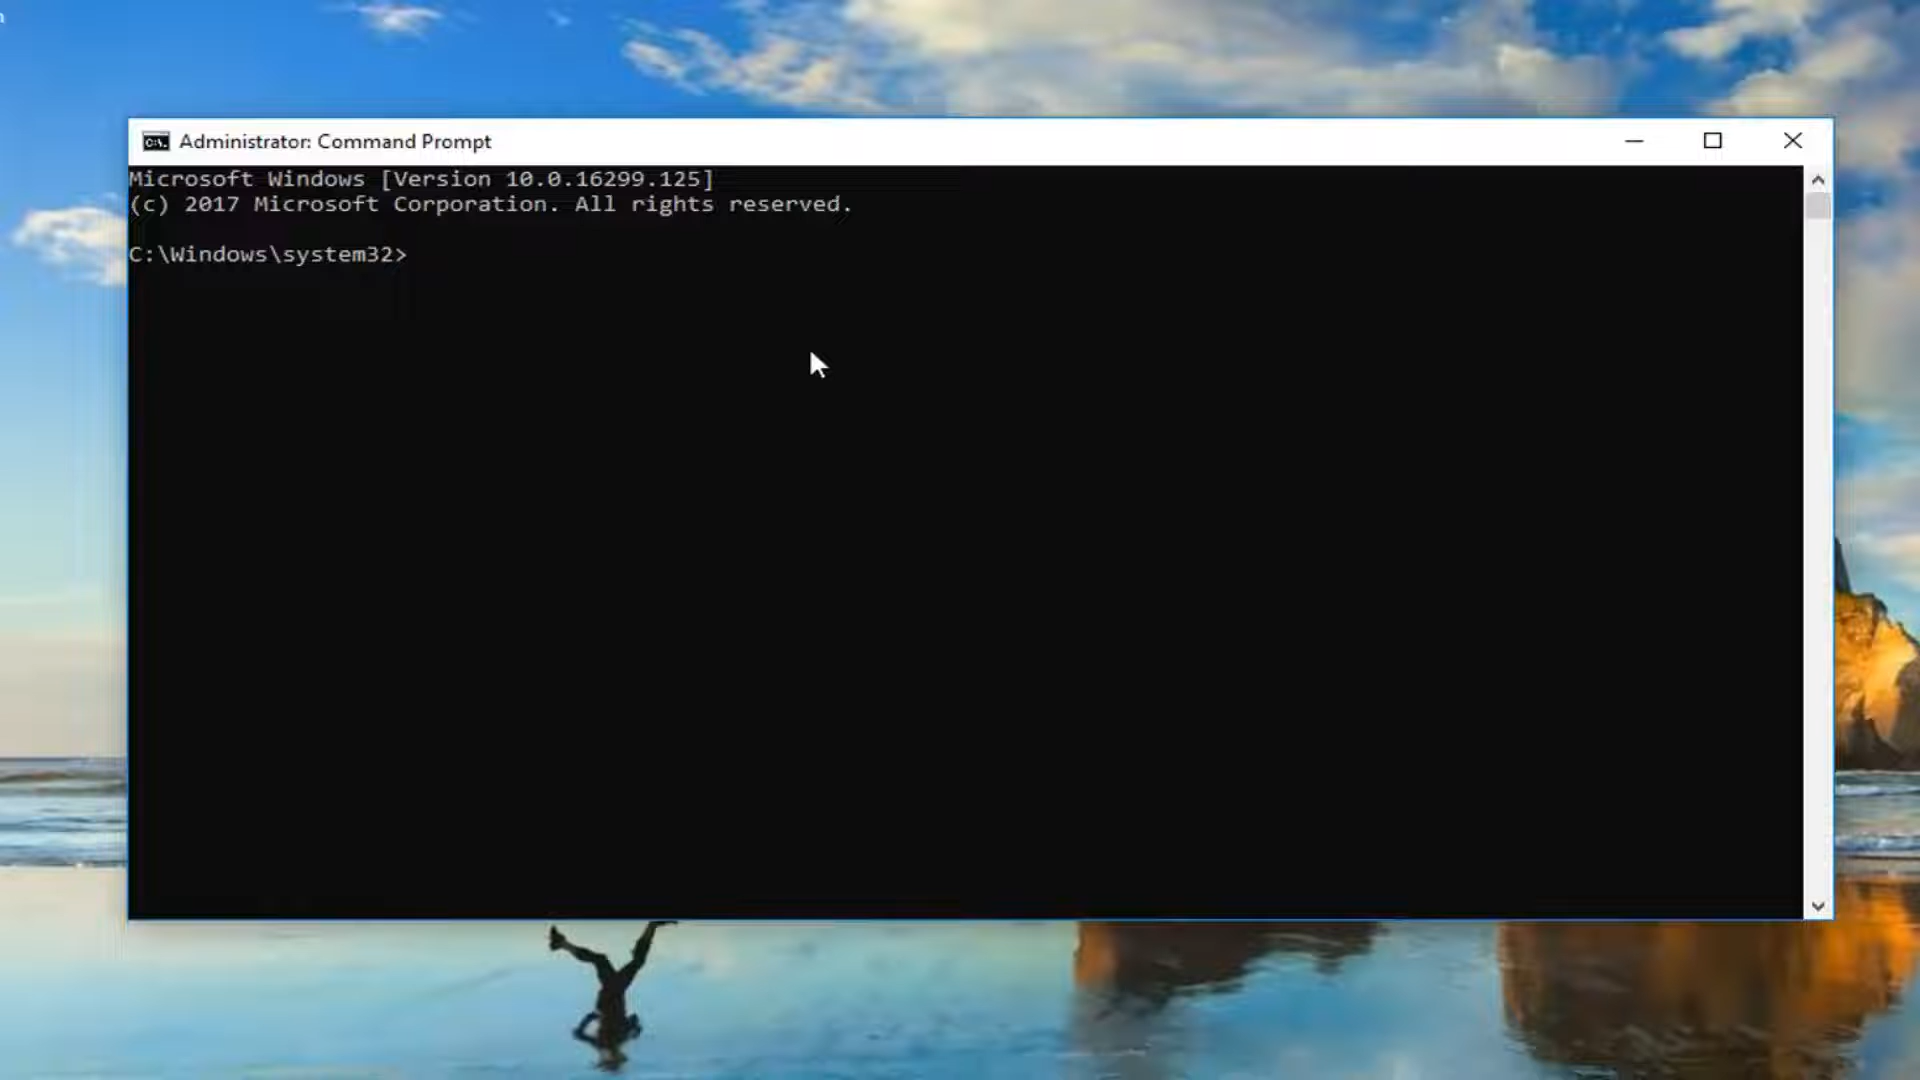 Administrator: Command Prompt
Microsoft Windows [Version 10.0.16299.125]
(c) 2017 Microsoft Corporation. All rights reserved.
C:\Windows\system32>